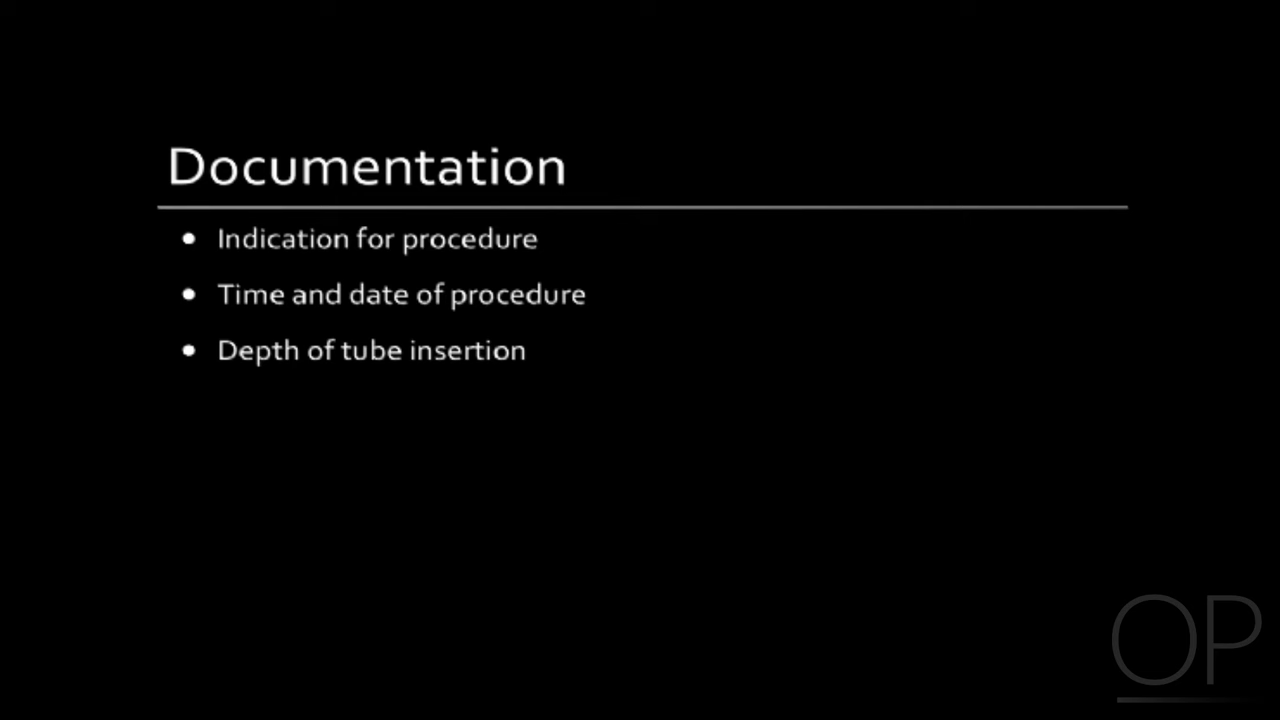 Documentation
• Indication for procedure
• Time and date of procedure
• Depth of tube insertion
OP